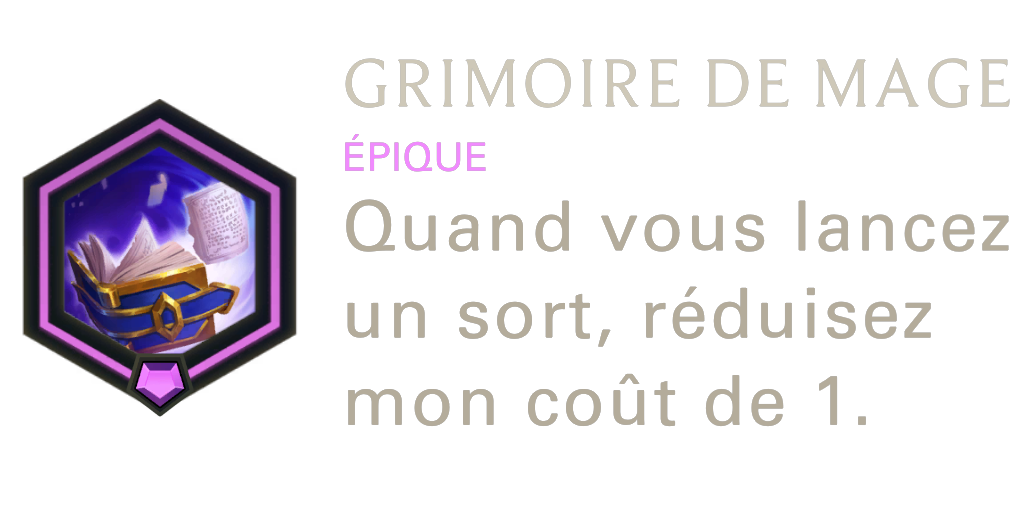 GRIMOIRE DE MAGE
ÉPIQUE
Quand vous lancez
un sort, réduisez
mon coût de 1.